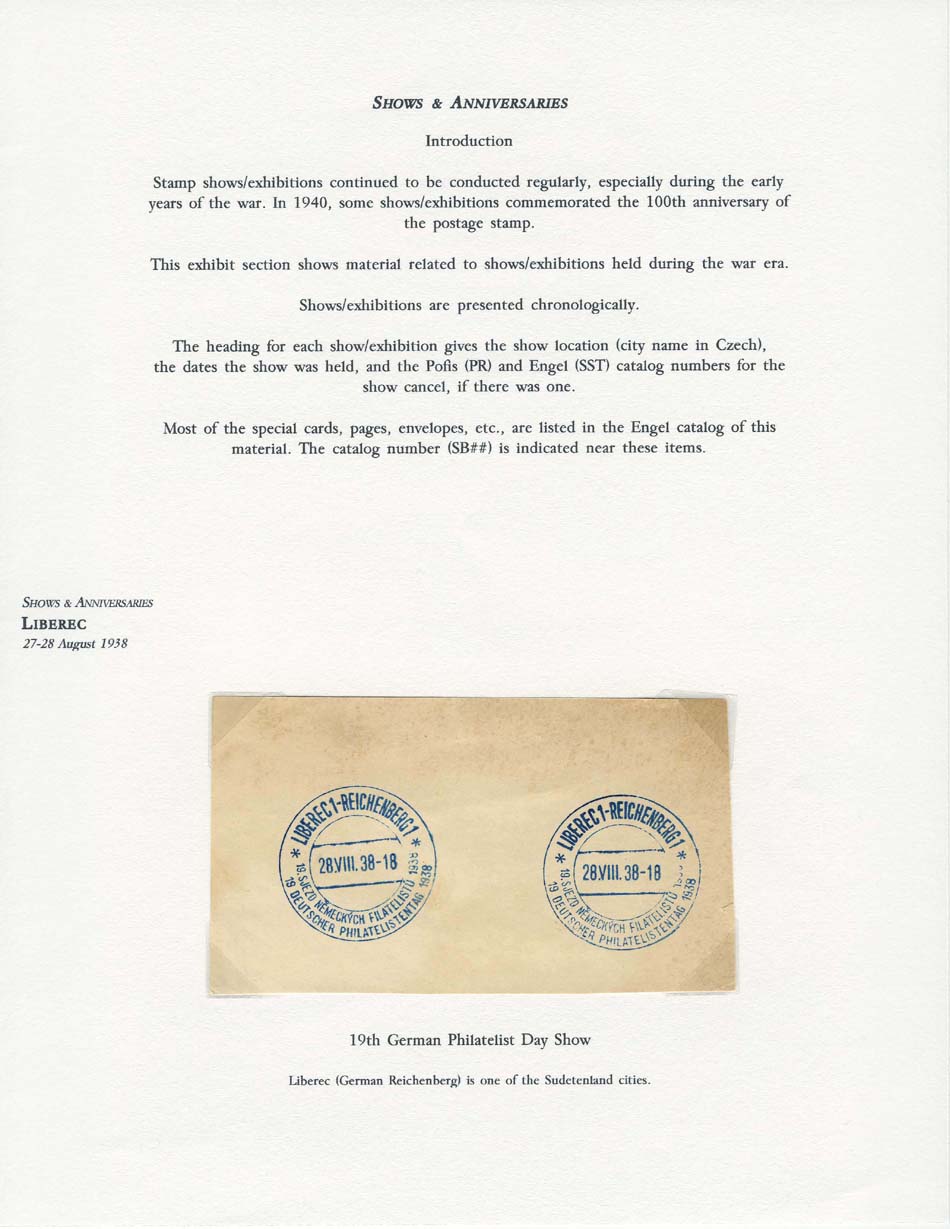 SHOWS & ANNIVERSARIES
Introduction
Stamp shows/exhibitions continued to be conducted regularly, especially during the early
years of the war. In 1940, some shows/exhibitions commemorated the 100th anniversary of
the postage stamp.
This exhibit section shows material related to shows/exhibitions held during the war era.
Shows/exhibitions are presented chronologically.
The heading for each show/exhibition gives the show location (city name in Czech),
the dates the show was held, and the Pofis (PR) and Engel (SST) catalog numbers for the
show cancel, if there was one.
Most of the special cards, pages, envelopes, etc., are listed in the Engel catalog of this
material. The catalog number (SB##) is indicated near these items.
SHOWS & ANNIVERSARIES
LIBEREC
27-28 August 1938
* LIBEREC 1-REICHENBERG 1 *
28.VIII.38-18
19. SJEZD NĚMECKÝCH FILATELISTŮ 1938
19 DEUTSCHER PHILATELISTENTAG 1938
* LIBEREC 1-REICHENBERG 1 *
28.VIII.38-18
19. SJEZD NĚMECKÝCH FILATELISTŮ 1938
19 DEUTSCHER PHILATELISTENTAG 1938
19th German Philatelist Day Show
Liberec (German Reichenberg) is one of the Sudetenland cities.